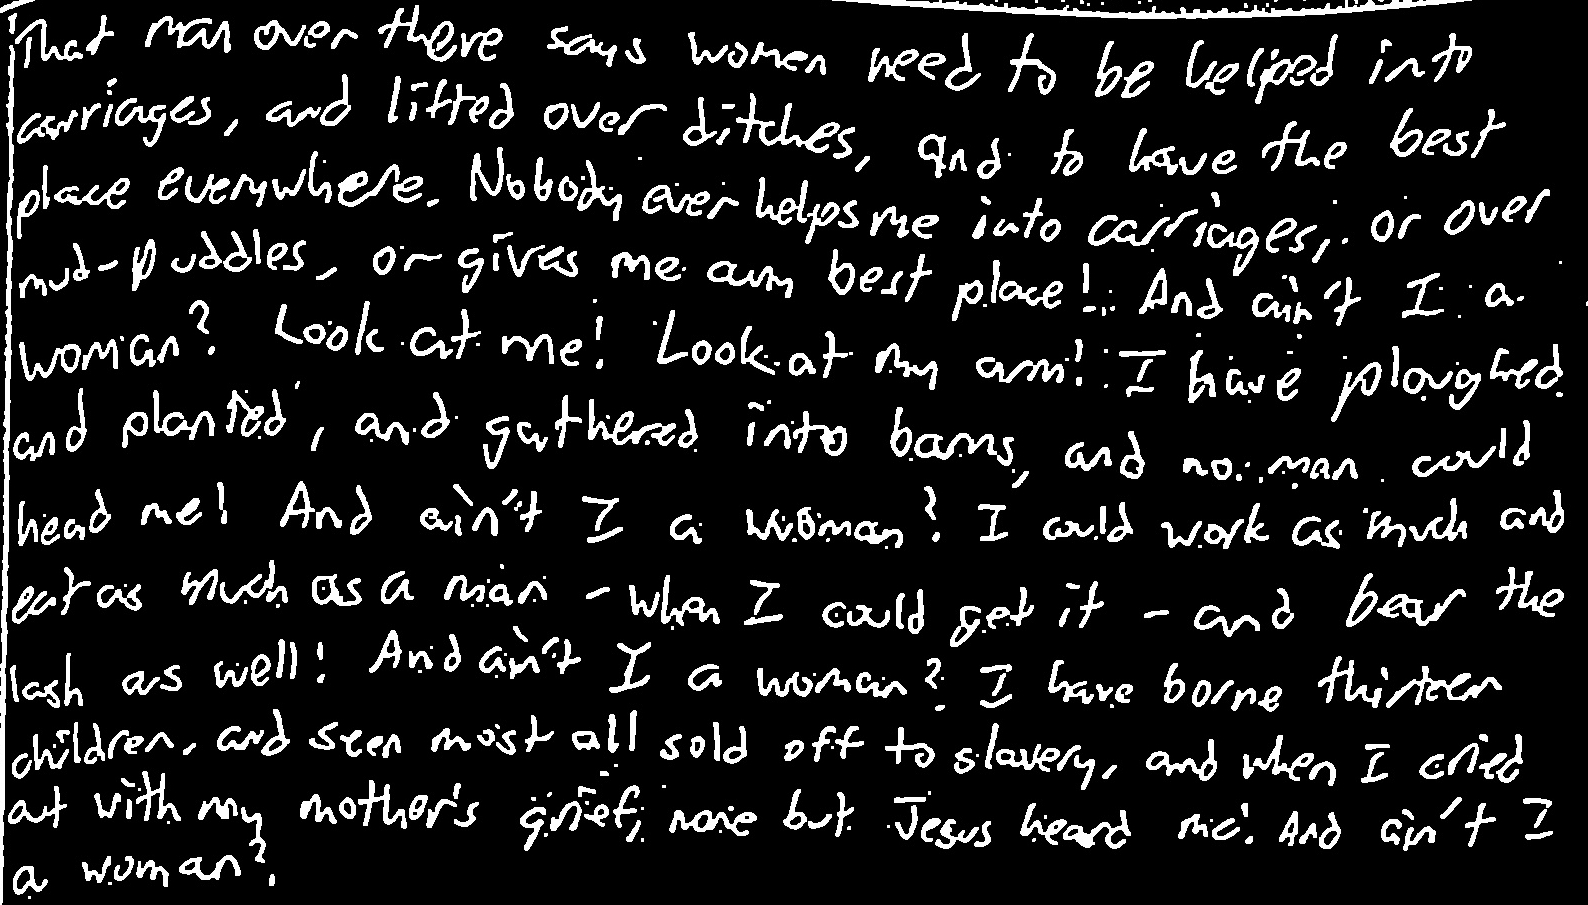 That man over there says women need to be helped into
carriages, and lifted over ditches, and to have the best
place everywhere. Nobody ever helps me into carriages, or over
mud-puddles, or gives me any best place! And ain't I a
woman? Look at me! Look at my arm! I have ploughed
and planted, and gathered into barns, and no man could
head me! And ain't I a woman? I could work as much and
eat as much as a man - when I could get it - and bear the
lash as well! And ain't I a woman? I have borne thirteen
children, and seen most all sold off to slavery, and when I cried
out with my mother's grief, none but Jesus heard me! And ain't I
a woman?